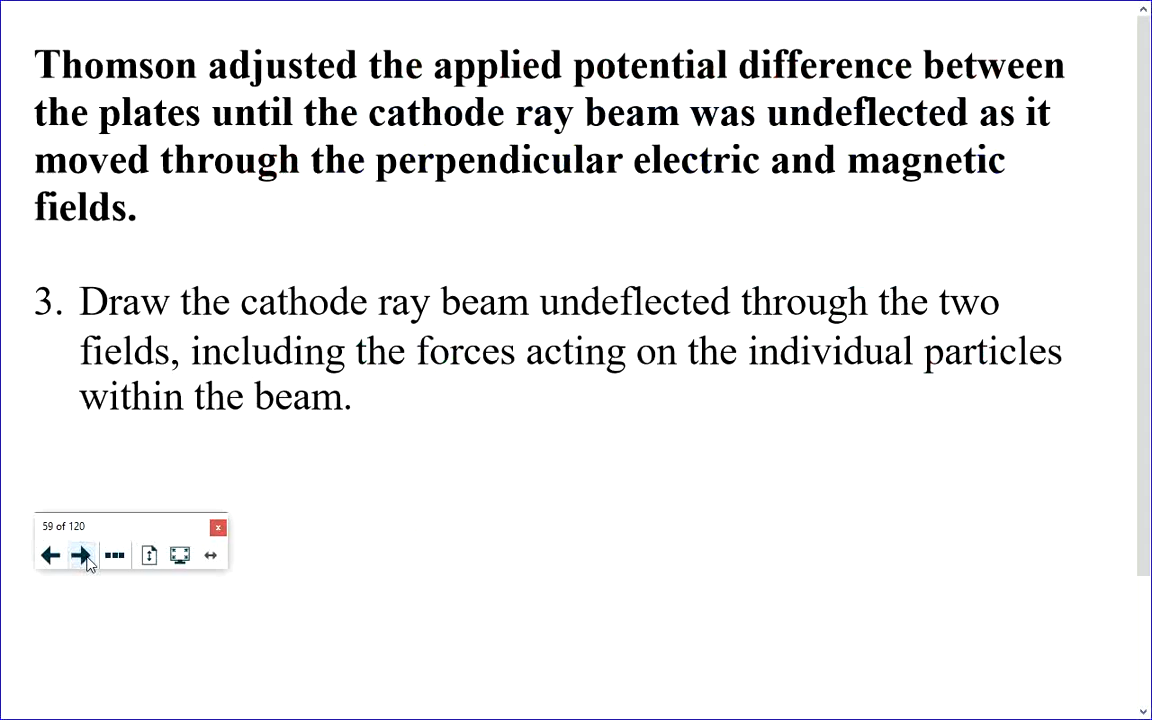 Thomson adjusted the applied potential difference between
the plates until the cathode ray beam was undeflected as it
moved through the perpendicular electric and magnetic
fields.
3. Draw the cathode ray beam undeflected through the two
fields, including the forces acting on the individual particles
within the beam.
59 of 120
x